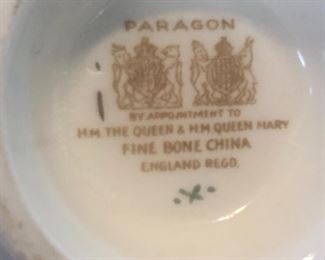 PARAGON
BY APPOINTMENT TO
H.M. THE QUEEN & H.M. QUEEN MARY
FINE BONE CHINA
ENGLAND REGD.